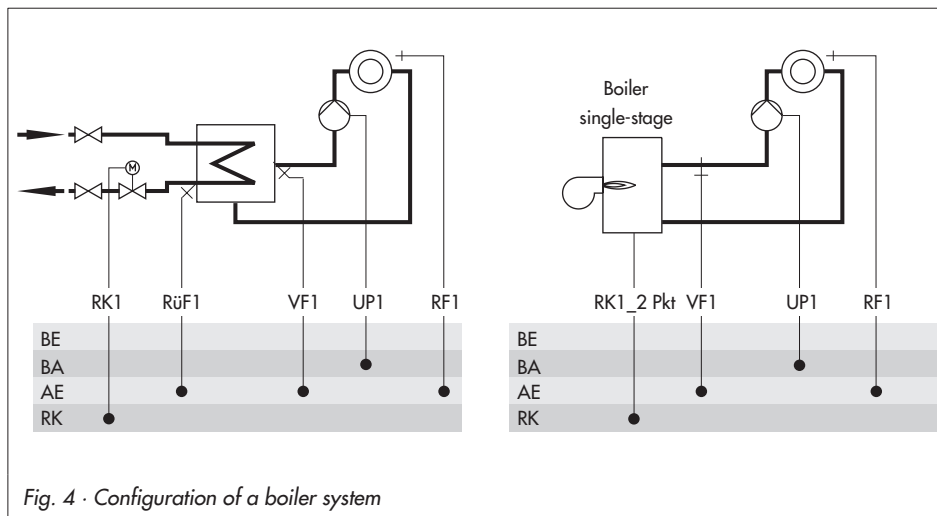 Boiler
single-stage
M
RK1 RüF1 VF1 UP1 RF1
BE
BA
AE
RK
RK1_2 Pkt VF1 UP1 RF1
BE
BA
AE
RK
Fig. 4 · Configuration of a boiler system